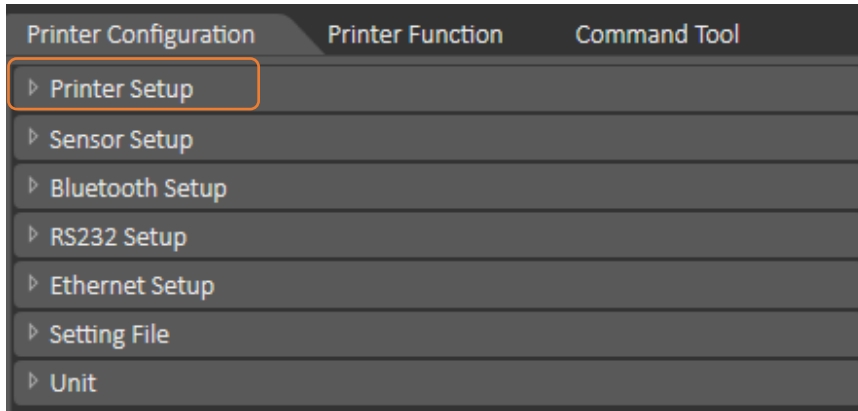 Printer Configuration Printer Function Command Tool
Printer Setup
Sensor Setup
Bluetooth Setup
RS232 Setup
Ethernet Setup
Setting File
Unit